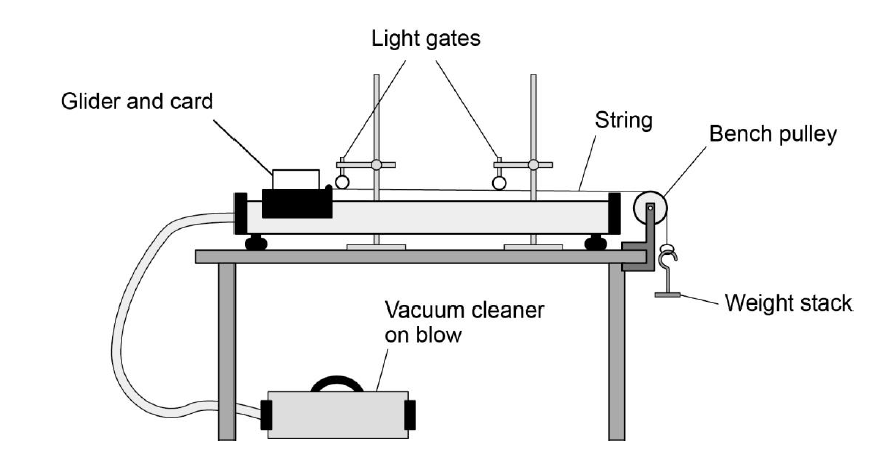 Light gates
Glider and card
String
Bench pulley
Weight stack
Vacuum cleaner
on blow